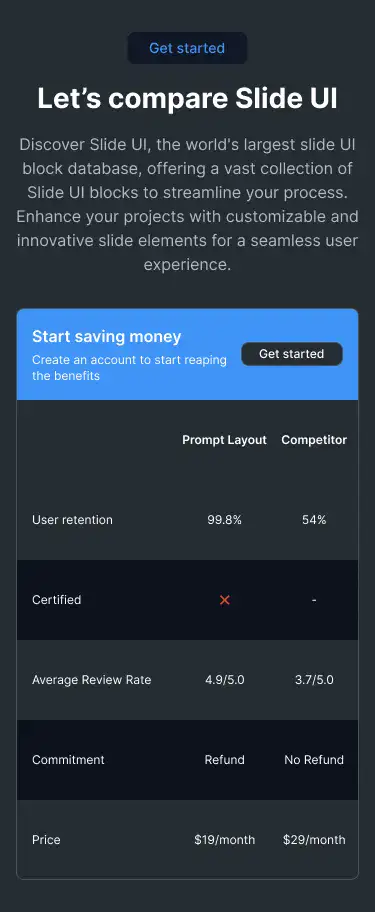 Get started
Let’s compare Slide UI
Discover Slide UI, the world's largest slide UI
block database, offering a vast collection of
Slide UI blocks to streamline your process.
Enhance your projects with customizable and
innovative slide elements for a seamless user
experience.
Start saving money
Create an account to start reaping
the benefits
Get started
Prompt Layout Competitor
User retention 99.8% 54%
Certified ✕ -
Average Review Rate 4.9/5.0 3.7/5.0
Commitment Refund No Refund
Price $19/month $29/month